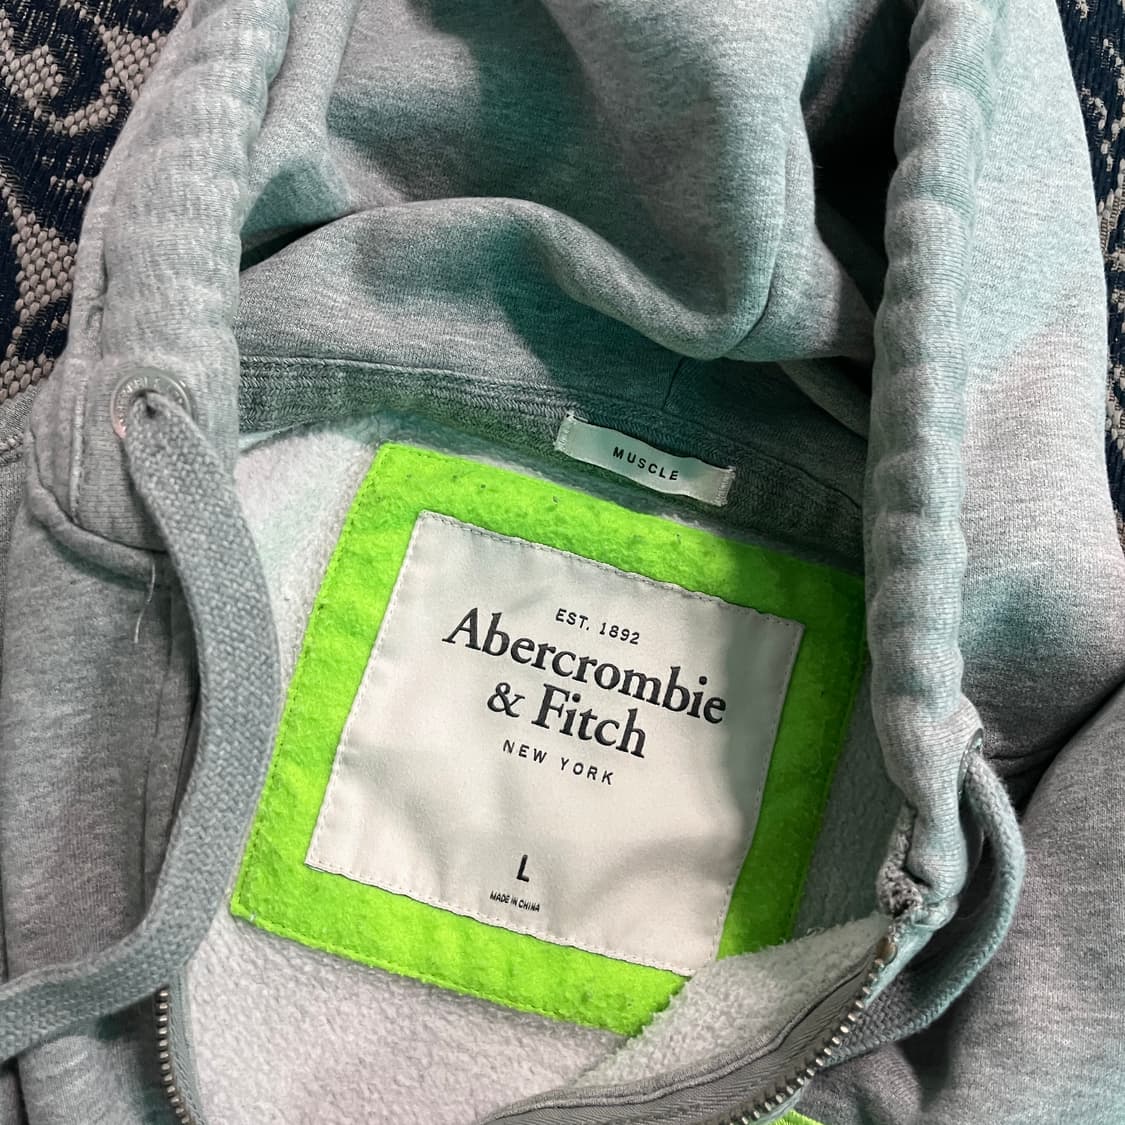 MUSCLE
EST. 1892
Abercrombie
& Fitch
NEW YORK
L
MADE IN CHINA